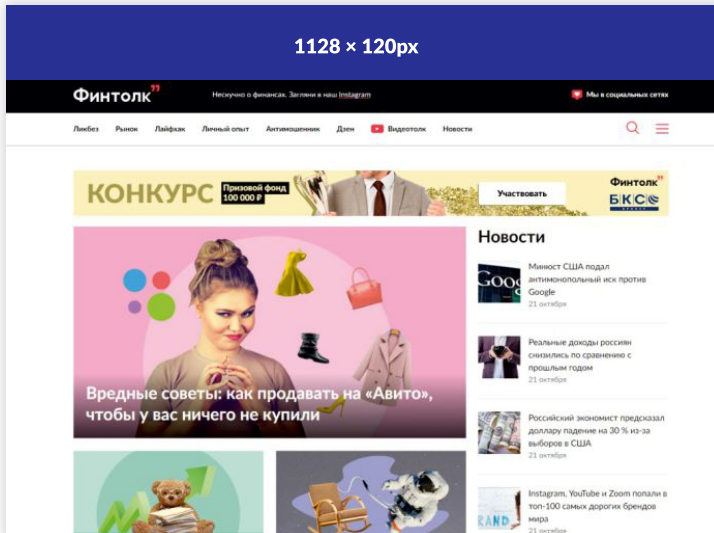 1128 × 120px
Финтолк”
Нескучно о финансах. Загляни в наш Instagram
Мы в социальных сетях
Ликбез Рынок Лайфхак Личный опыт Антимошенник Дзен Видеотолк Новости
КОНКУРС
Призовой фонд
100 000 ₽
Участвовать
Финтолк”
БКС
Новости
Вредные советы: как продавать на «Авито»,
чтобы у вас ничего не купили
Goo
Минюст США подал
антимонопольный иск против
Google
21 октября
Реальные доходы россиян
снизились по сравнению с
прошлым годом
21 октября
Российский экономист предсказал
доллару падение на 30 % из-за
выборов в США
21 октября
RAND
Instagram, YouTube и Zoom попали в
топ-100 самых дорогих брендов
мира
21 октября